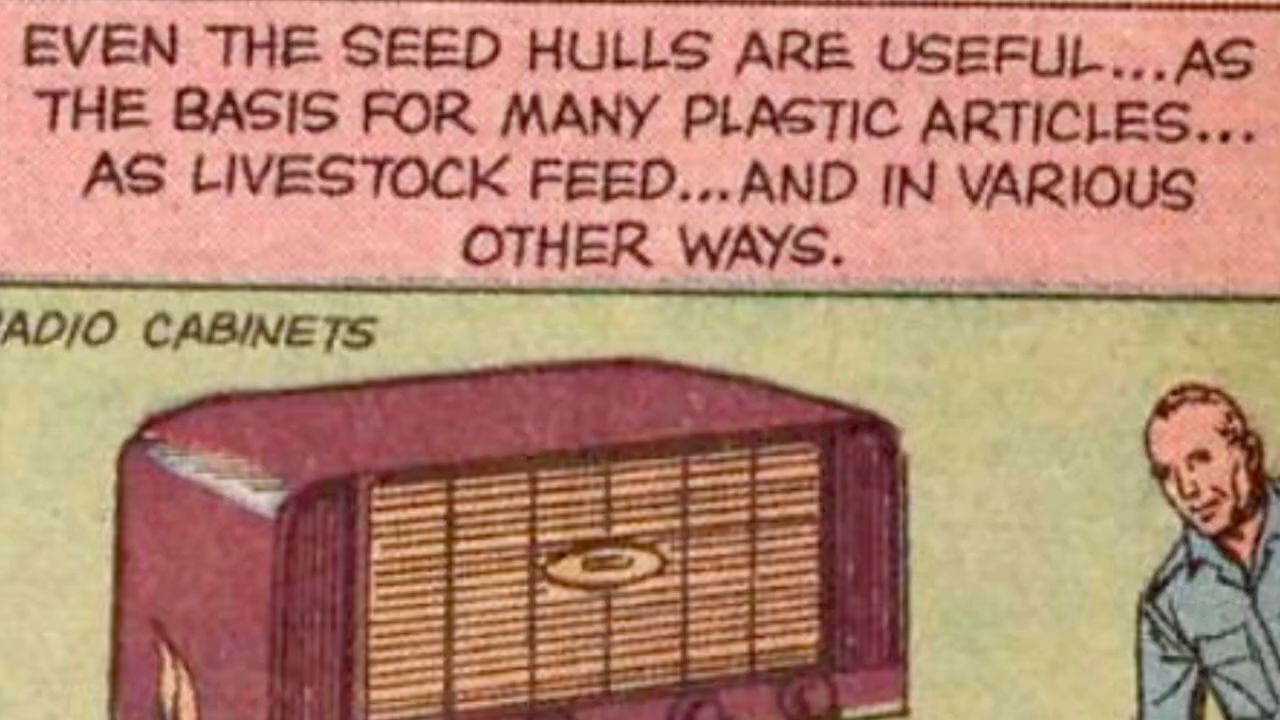 EVEN THE SEED HULLS ARE USEFUL...AS
THE BASIS FOR MANY PLASTIC ARTICLES...
AS LIVESTOCK FEED...AND IN VARIOUS
OTHER WAYS.
RADIO CABINETS